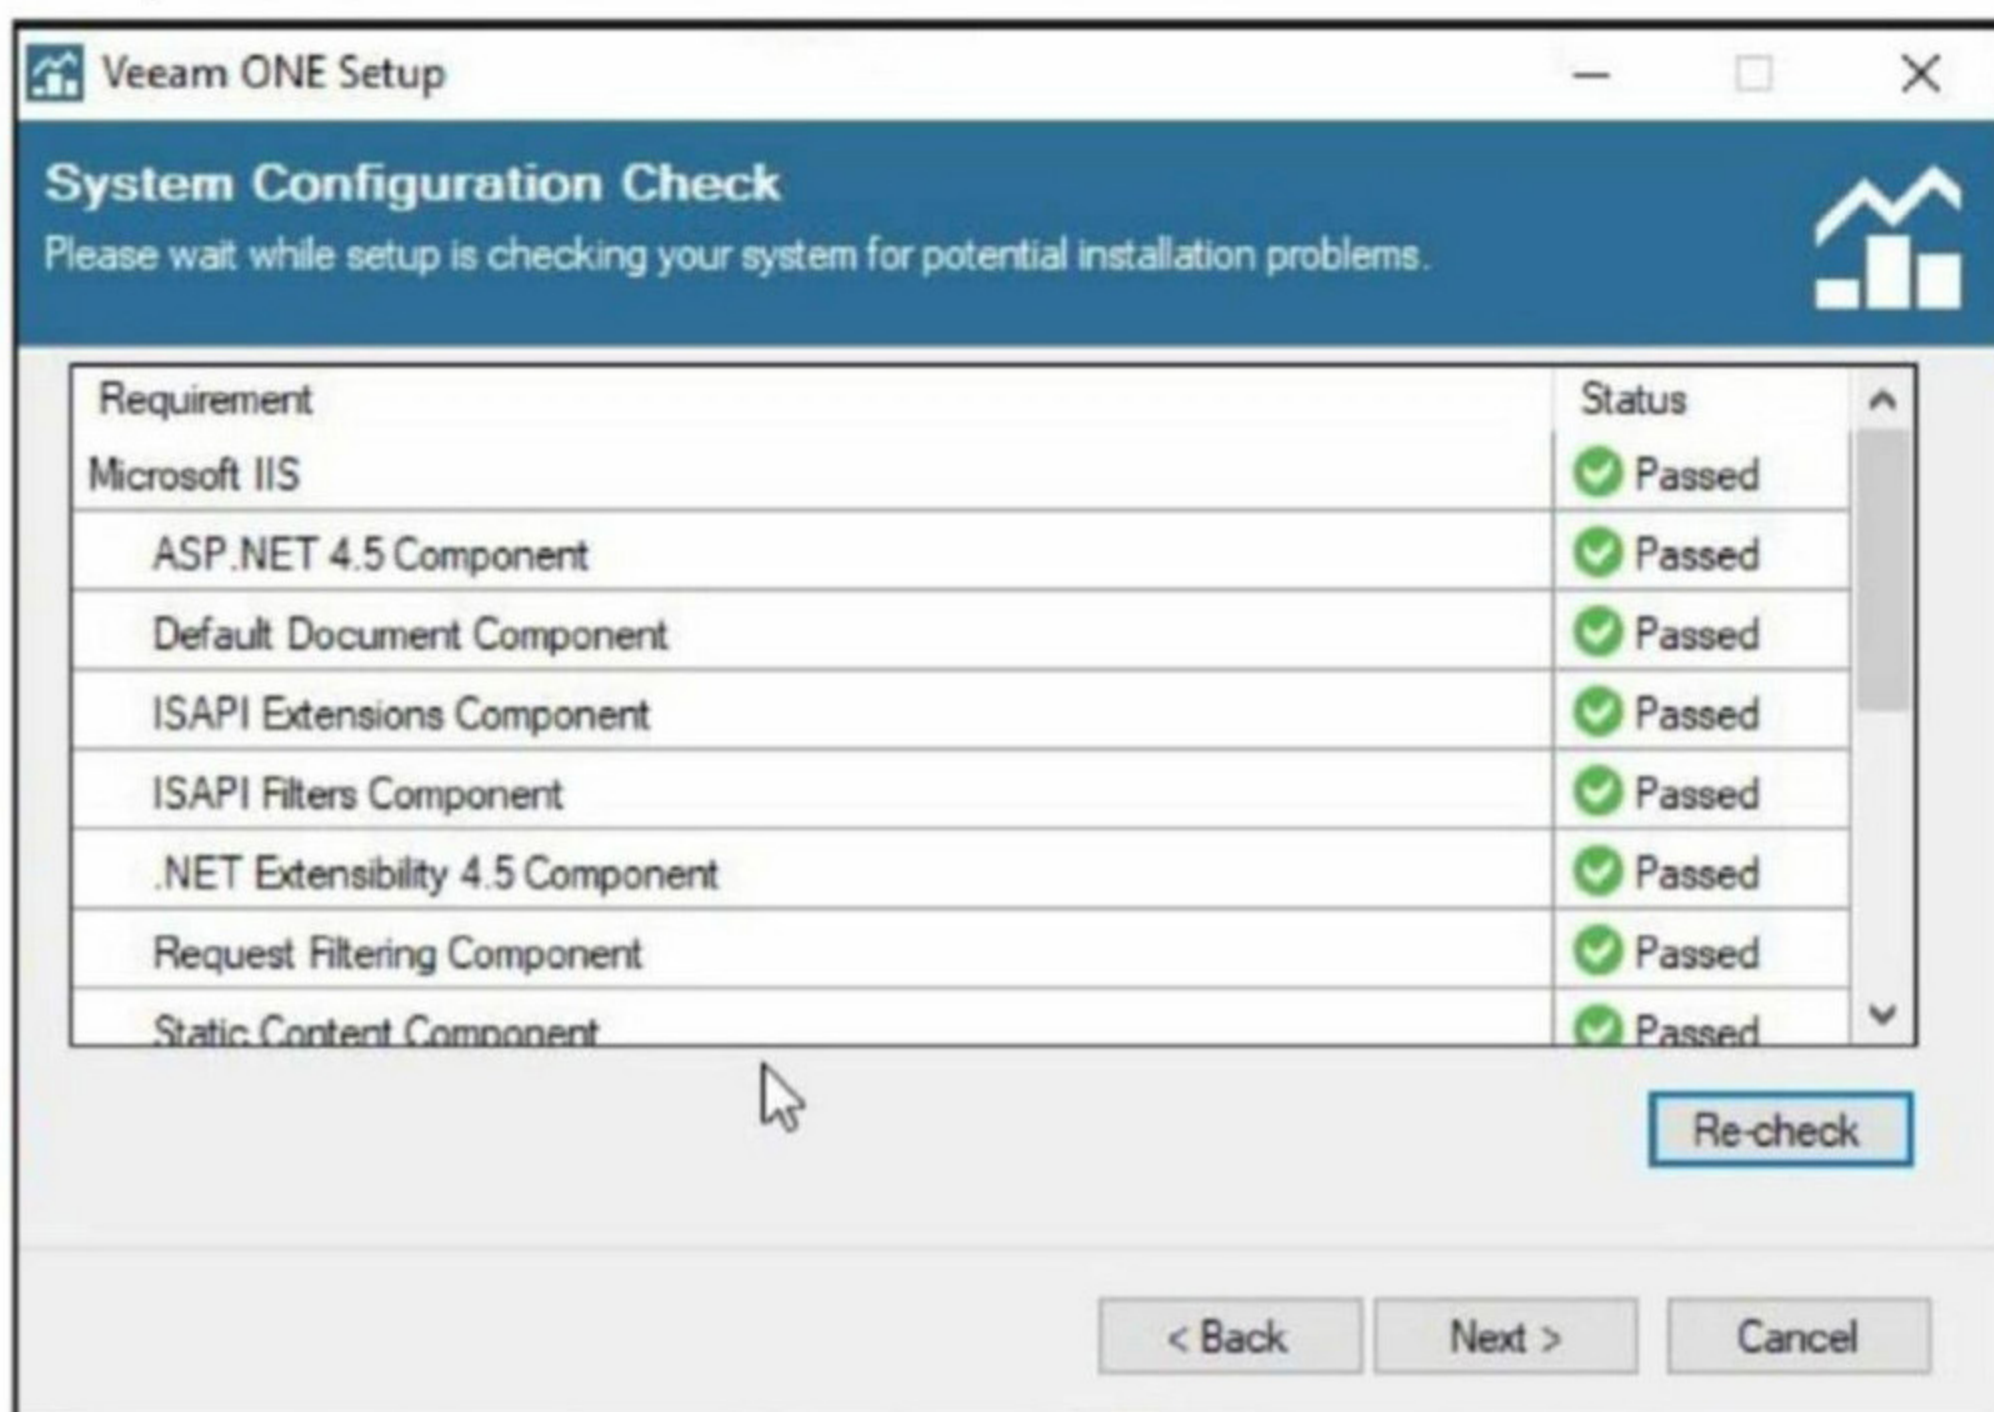 Veeam ONE Setup
System Configuration Check
Please wait while setup is checking your system for potential installation problems.
Requirement Status
Microsoft IIS Passed
ASP.NET 4.5 Component Passed
Default Document Component Passed
ISAPI Extensions Component Passed
ISAPI Filters Component Passed
.NET Extensibility 4.5 Component Passed
Request Filtering Component Passed
Static Content Component Passed
Re-check
< Back Next > Cancel